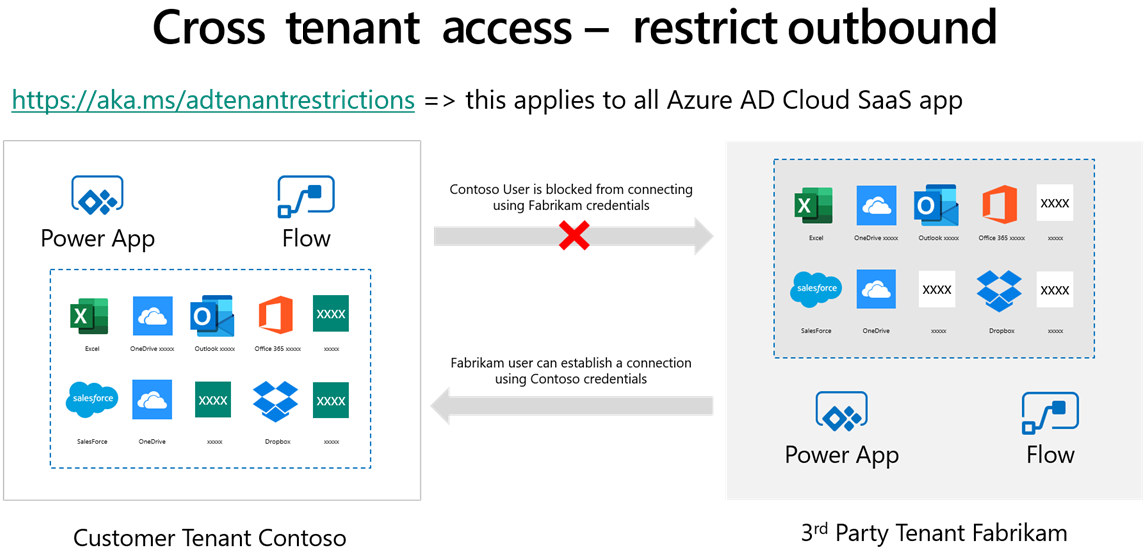 Cross tenant access – restrict outbound
https://aka.ms/adtenantrestrictions => this applies to all Azure AD Cloud SaaS app
Power App
Flow
X
O
XXXX
Excel
OneDrive xxxxx
Outlook xxxxx
Office 365 xxxxx
xxxxx
salesforce
XXXX
XXXX
SalesForce
OneDrive
xxxxx
Dropbox
xxxxx
Customer Tenant Contoso
Contoso User is blocked from connecting
using Fabrikam credentials
Fabrikam user can establish a connection
using Contoso credentials
X
O
XXXX
Excel
OneDrive xxxxx
Outlook xxxxx
Office 365 xxxxx
xxxxx
salesforce
XXXX
XXXX
SalesForce
OneDrive
xxxxx
Dropbox
xxxxx
Power App
Flow
3rd Party Tenant Fabrikam